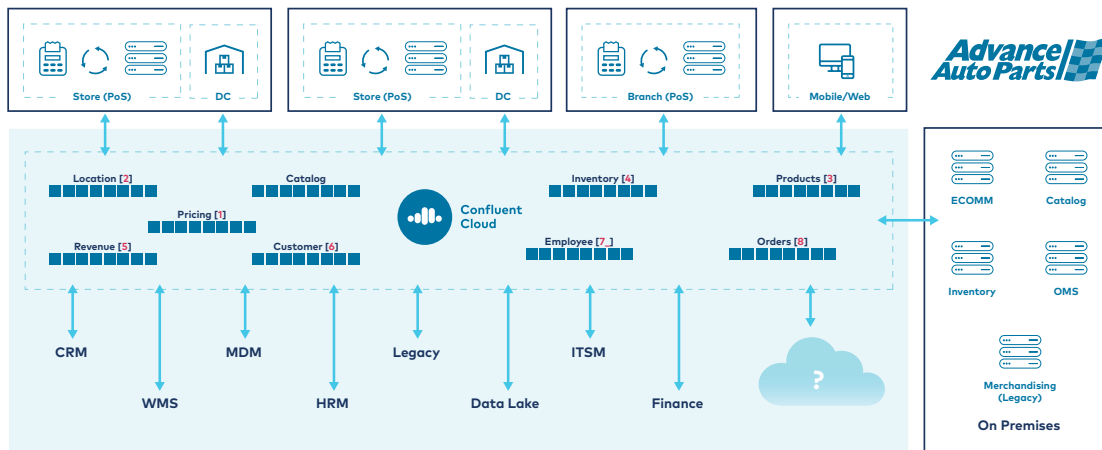 Store (PoS)
DC
Store (PoS)
DC
Branch (PoS)
Mobile/Web
Advance
Auto Parts
Location [2]
Catalog
Inventory [4]
Products [3]
Pricing [1]
Confluent
Cloud
Revenue [5]
Customer [6]
Employee [7_]
Orders [8]
ECOMM
Catalog
Inventory
OMS
Merchandising
(Legacy)
On Premises
CRM
MDM
Legacy
ITSM
?
WMS
HRM
Data Lake
Finance